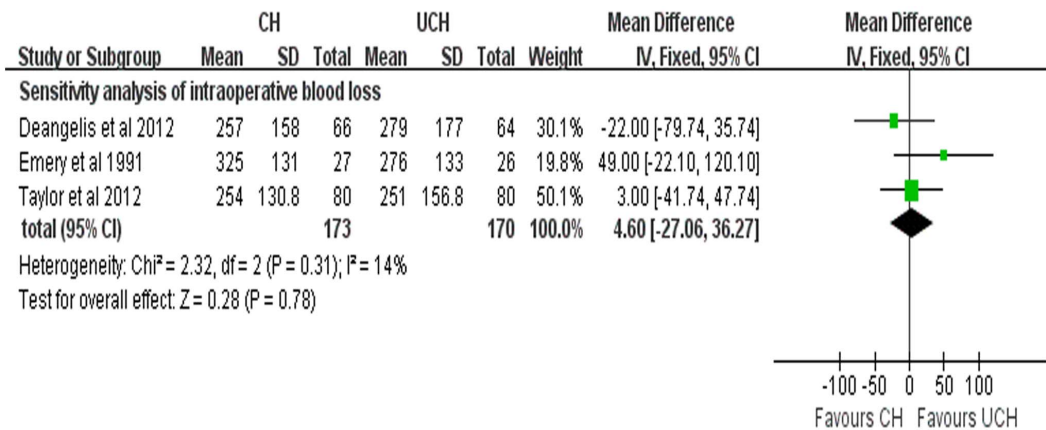 CH UCH Mean Difference Mean Difference
Study or Subgroup Mean SD Total Mean SD Total Weight IV, Fixed, 95% CI IV, Fixed, 95% CI
Sensitivity analysis of intraoperative blood loss
Deangelis et al 2012 257 158 66 279 177 64 30.1% -22.00 [-79.74, 35.74]
Emery et al 1991 325 131 27 276 133 26 19.8% 49.00 [-22.10, 120.10]
Taylor et al 2012 254 130.8 80 251 156.8 80 50.1% 3.00 [-41.74, 47.74]
total (95% CI) 173 170 100.0% 4.60 [-27.06, 36.27]
Heterogeneity: Chi² = 2.32, df = 2 (P = 0.31); I² = 14%
Test for overall effect: Z = 0.28 (P = 0.78)
-100 -50 0 50 100
Favours CH Favours UCH